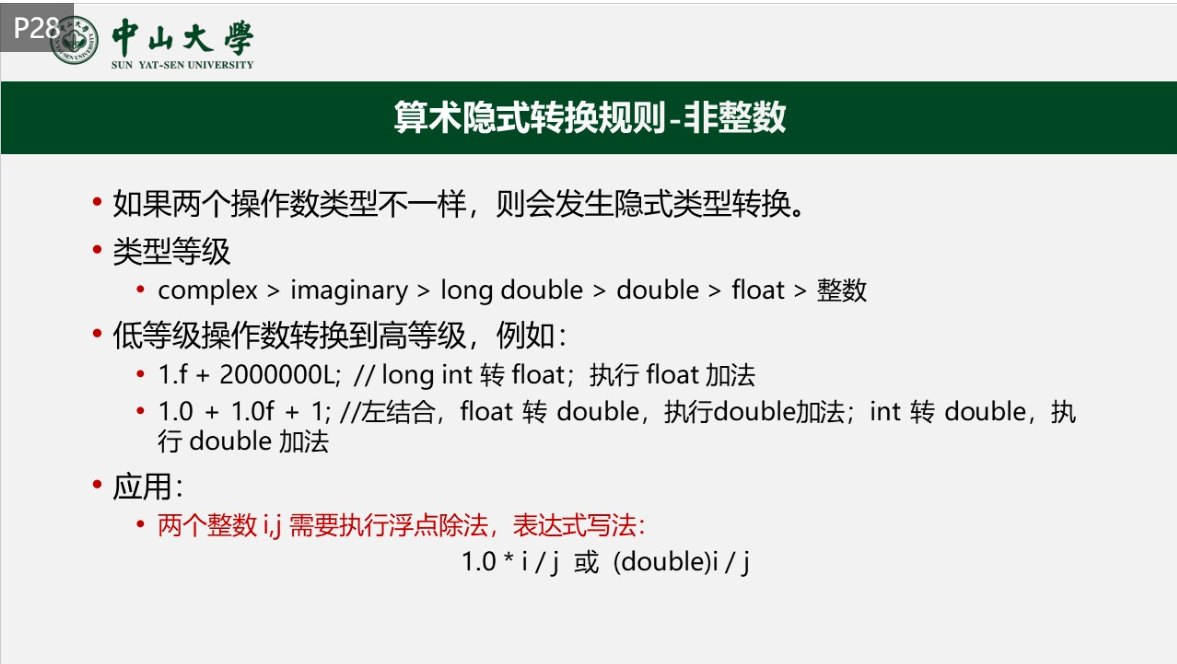 P28
中山大學
SUN YAT-SEN UNIVERSITY
算术隐式转换规则-非整数
• 如果两个操作数类型不一样，则会发生隐式类型转换。
• 类型等级
• complex > imaginary > long double > double > float > 整数
• 低等级操作数转换到高等级，例如：
• 1.f + 2000000L; // long int 转 float；执行 float 加法
• 1.0 + 1.0f + 1; //左结合，float 转 double，执行double加法；int 转 double，执
行 double 加法
• 应用：
• 两个整数 i,j 需要执行浮点除法，表达式写法：
1.0 * i / j 或 (double)i / j